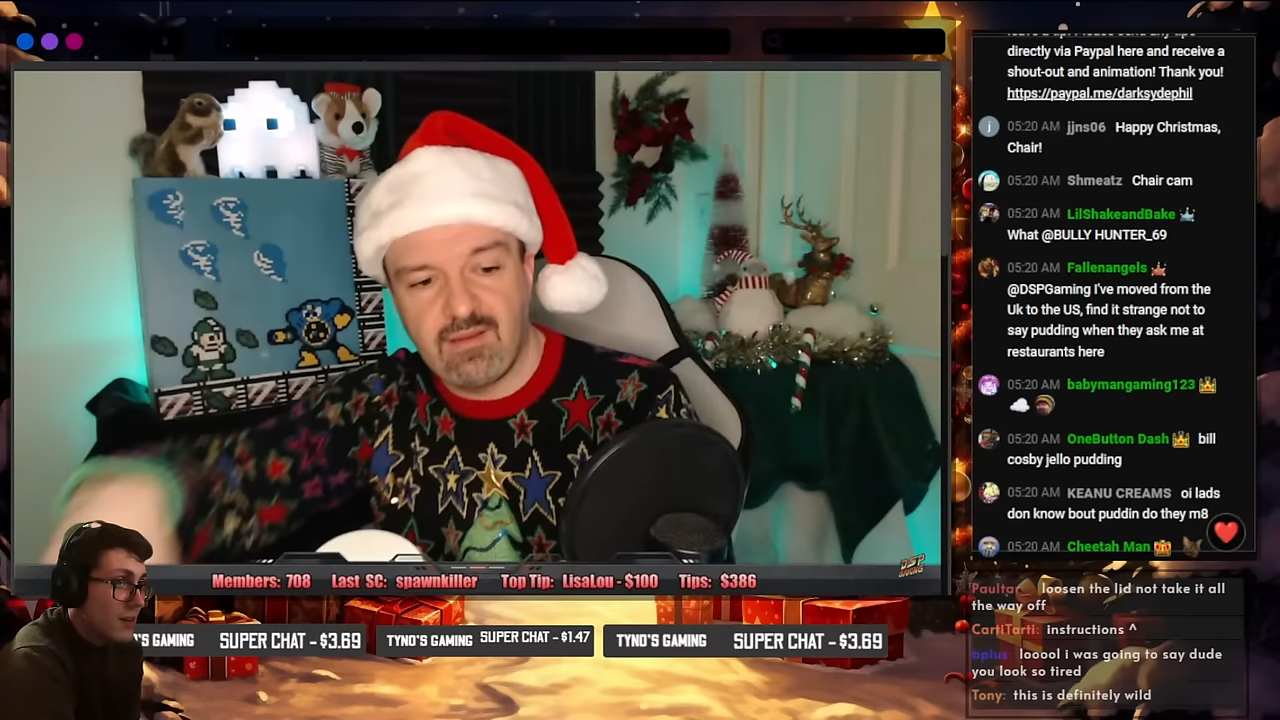 directly via Paypal here and receive a
shout-out and animation! Thank you!
https://paypal.me/darksydephil
j 05:20 AM jjns06 Happy Christmas,
Chair!
05:20 AM Shmeatz Chair cam
05:20 AM LilShakeandBake
What @BULLY HUNTER_69
05:20 AM Fallenangels
@DSPGaming I've moved from the
Uk to the US, find it strange not to
say pudding when they ask me at
restaurants here
05:20 AM babymangaming123
05:20 AM OneButton Dash bill
cosby jello pudding
05:20 AM KEANU CREAMS oi lads
don know bout puddin do they m8
05:20 AM Cheetah Man
DSP
GAMING
Members: 708 Last SC: spawnkiller Top Tip: LisaLou - $100 Tips: $386
'S GAMING SUPER CHAT - $3.69 TYNO'S GAMING SUPER CHAT - $1.47 TYNO'S GAMING SUPER CHAT - $3.69
Paultar: loosen the lid not take it all
the way off
CartiTarti: instructions ^
bplus: looool i was going to say dude
you look so tired
Tony: this is definitely wild